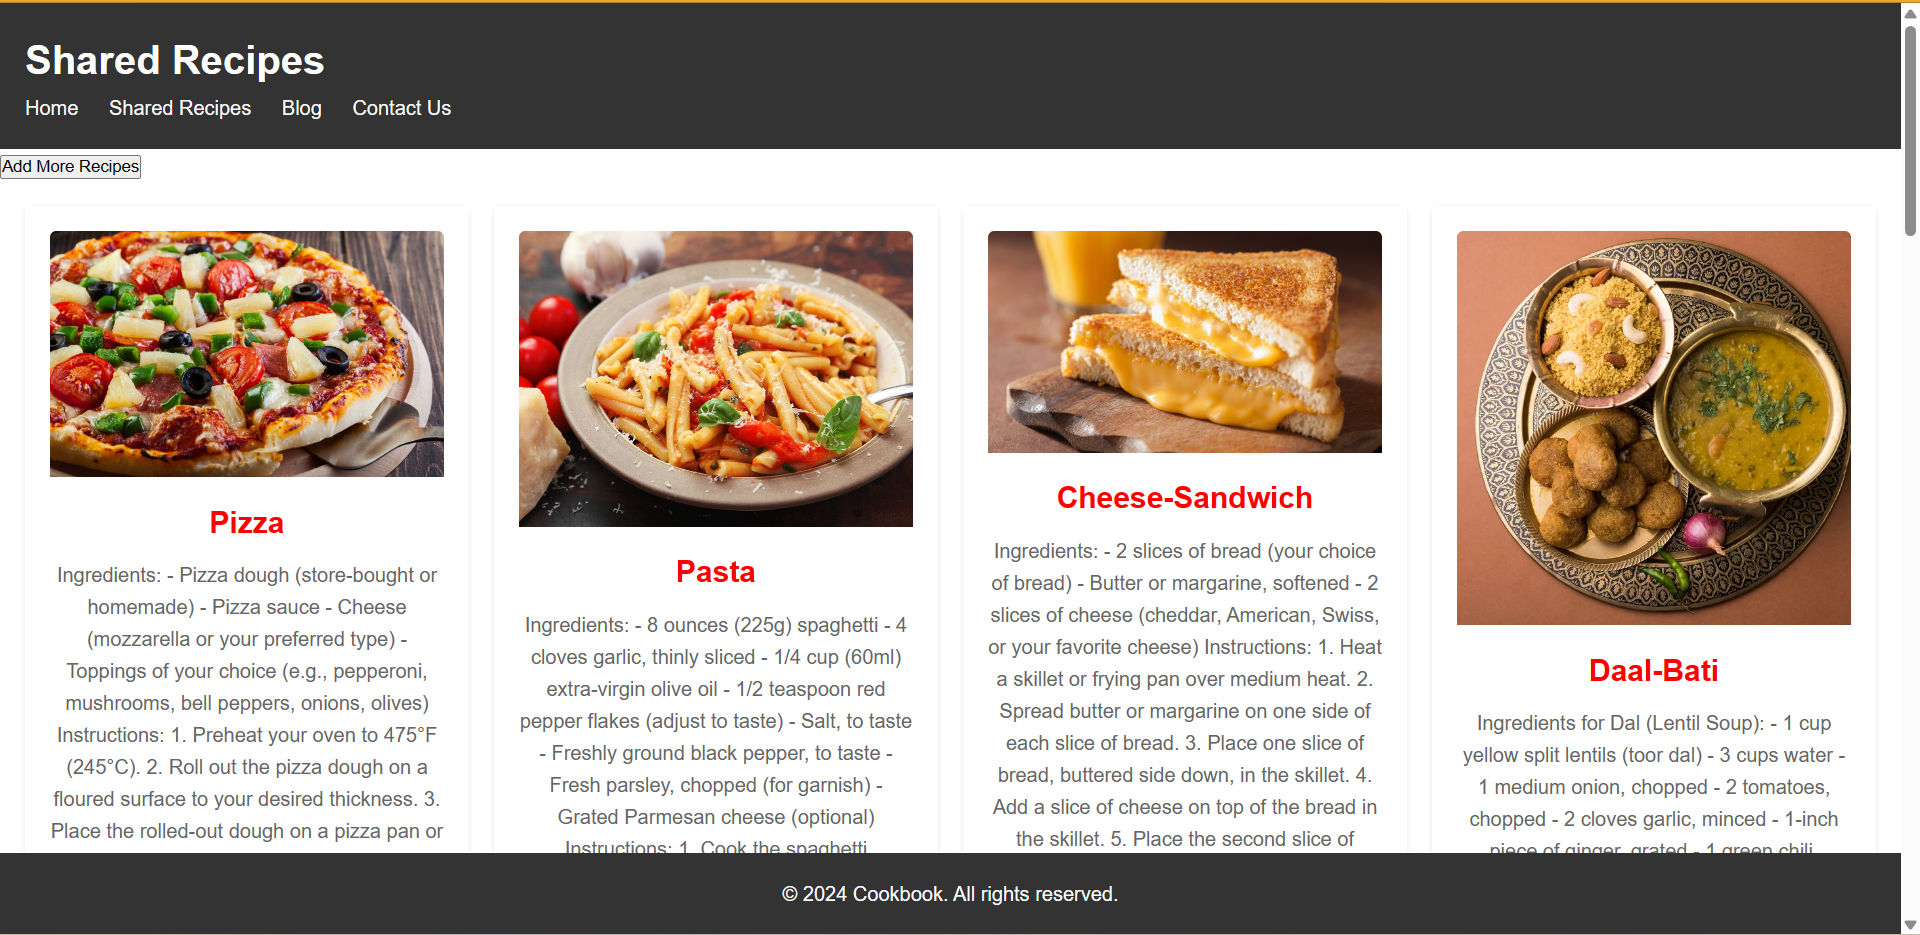 Shared Recipes
Home Shared Recipes Blog Contact Us
Add More Recipes
Pizza
Ingredients: - Pizza dough (store-bought or
homemade) - Pizza sauce - Cheese
(mozzarella or your preferred type) -
Toppings of your choice (e.g., pepperoni,
mushrooms, bell peppers, onions, olives)
Instructions: 1. Preheat your oven to 475°F
(245°C). 2. Roll out the pizza dough on a
floured surface to your desired thickness. 3.
Place the rolled-out dough on a pizza pan or
Pasta
Ingredients: - 8 ounces (225g) spaghetti - 4
cloves garlic, thinly sliced - 1/4 cup (60ml)
extra-virgin olive oil - 1/2 teaspoon red
pepper flakes (adjust to taste) - Salt, to taste
- Freshly ground black pepper, to taste -
Fresh parsley, chopped (for garnish) -
Grated Parmesan cheese (optional)
Instructions: 1. Cook the spaghetti
Cheese-Sandwich
Ingredients: - 2 slices of bread (your choice
of bread) - Butter or margarine, softened - 2
slices of cheese (cheddar, American, Swiss,
or your favorite cheese) Instructions: 1. Heat
a skillet or frying pan over medium heat. 2.
Spread butter or margarine on one side of
each slice of bread. 3. Place one slice of
bread, buttered side down, in the skillet. 4.
Add a slice of cheese on top of the bread in
the skillet. 5. Place the second slice of
Daal-Bati
Ingredients for Dal (Lentil Soup): - 1 cup
yellow split lentils (toor dal) - 3 cups water -
1 medium onion, chopped - 2 tomatoes,
chopped - 2 cloves garlic, minced - 1-inch
piece of ginger, grated - 1 green chili,
© 2024 Cookbook. All rights reserved.